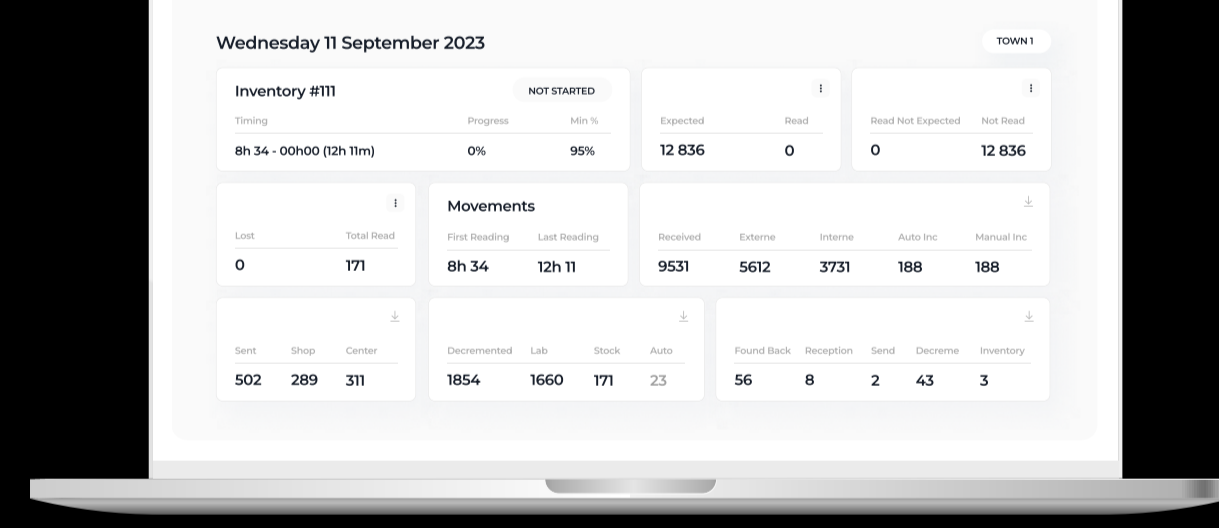 Wednesday 11 September 2023
TOWN 1
Inventory #111
NOT STARTED
Timing Progress Min %
8h 34 - 00h00 (12h 11m) 0% 95%
Expected Read
12 836 0
Read Not Expected Not Read
0 12 836
Lost Total Read
0 171
Movements
First Reading Last Reading
8h 34 12h 11
Received Externe Interne Auto Inc Manual Inc
9531 5612 3731 188 188
Sent Shop Center
502 289 311
Decremented Lab Stock Auto
1854 1660 171 23
Found Back Reception Send Decreme Inventory
56 8 2 43 3